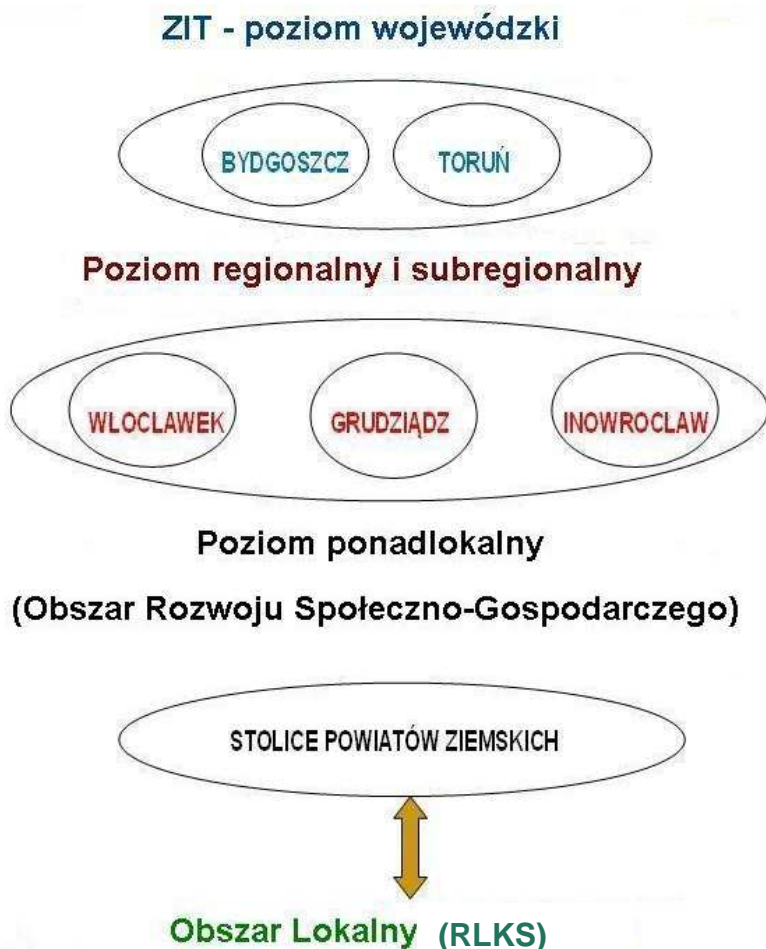 ZIT - poziom wojewódzki
BYDGOSZCZ TORUŃ
Poziom regionalny i subregionalny
WLOCLAWEK GRUDZIĄDZ INOWROCLAW
Poziom ponadlokalny
(Obszar Rozwoju Społeczno-Gospodarczego)
STOLICE POWIATÓW ZIEMSKICH
Obszar Lokalny (RLKS)